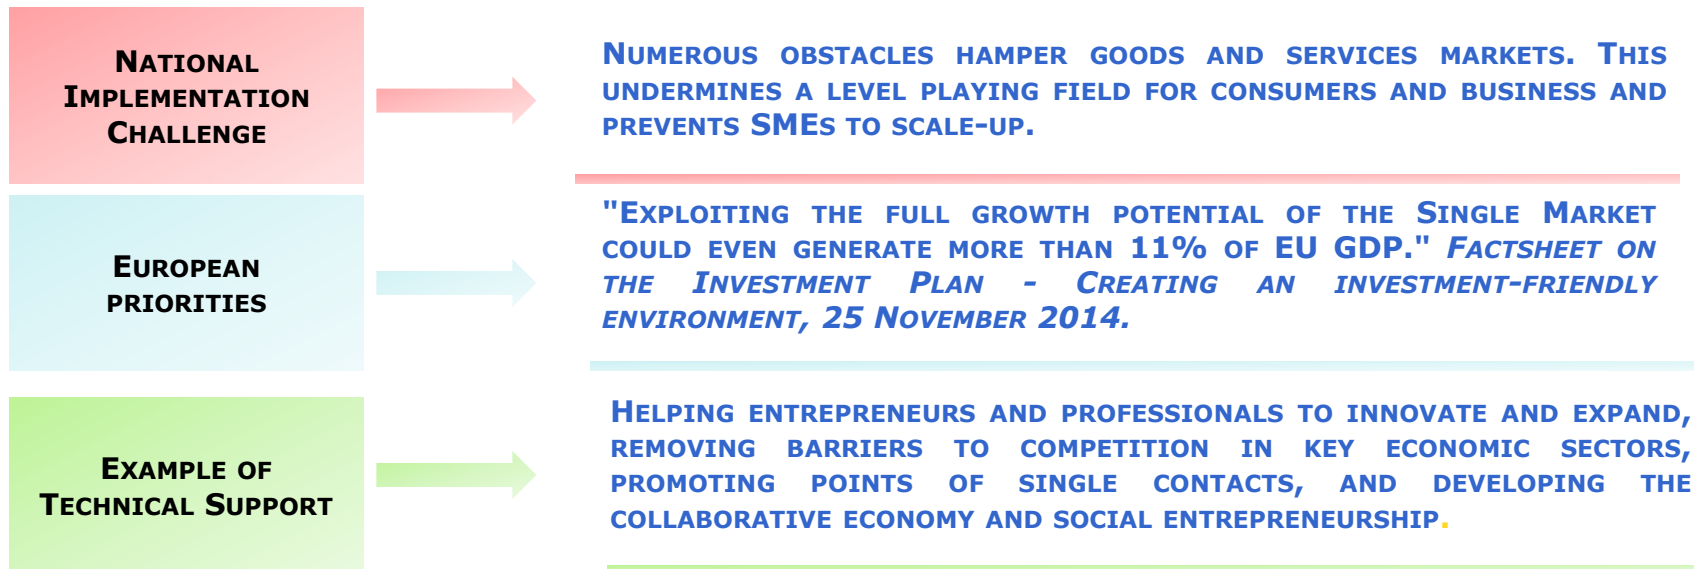 National
Implementation
Challenge
Numerous obstacles hamper goods and services markets. This
undermines a level playing field for consumers and business and
prevents SMEs to scale-up.
European
priorities
"Exploiting the full growth potential of the Single Market
could even generate more than 11% of EU GDP." Factsheet on
the Investment Plan - Creating an investment-friendly
environment, 25 November 2014.
Example of
Technical Support
Helping entrepreneurs and professionals to innovate and expand,
removing barriers to competition in key economic sectors,
promoting points of single contacts, and developing the
collaborative economy and social entrepreneurship.